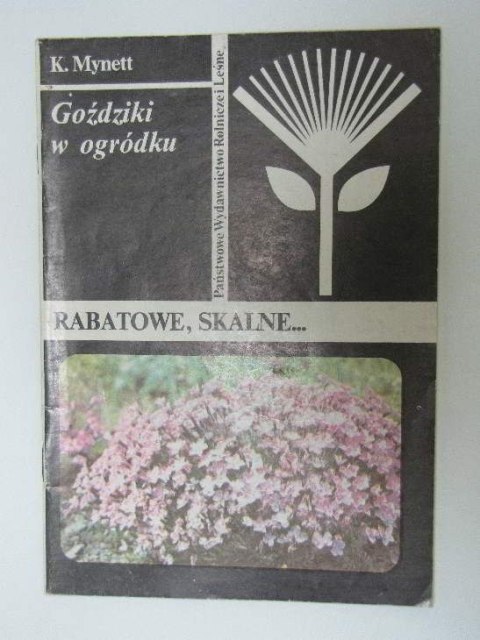 K. Mynett
Goździki
w ogródku
Państwowe Wydawnictwo Rolnicze i Leśne
RABATOWE, SKALNE...